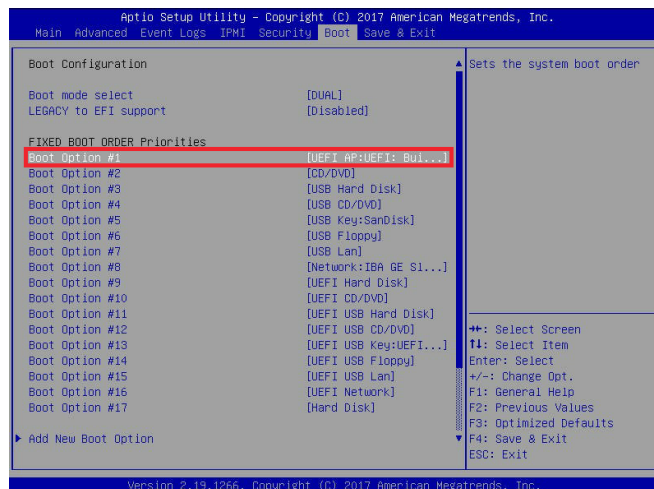 Aptio Setup Utility – Copyright (C) 2017 American Megatrends, Inc.
Main Advanced Event Logs IPMI Security Boot Save & Exit
Boot Configuration
Sets the system boot order
Boot mode select [DUAL]
LEGACY to EFI support [Disabled]
FIXED BOOT ORDER Priorities
Boot Option #1 [UEFI AP:UEFI: Bui...]
Boot Option #2 [CD/DVD]
Boot Option #3 [USB Hard Disk]
Boot Option #4 [USB CD/DVD]
Boot Option #5 [USB Key:SanDisk]
Boot Option #6 [USB Floppy]
Boot Option #7 [USB Lan]
Boot Option #8 [Network:IBA GE Sl...]
Boot Option #9 [UEFI Hard Disk]
Boot Option #10 [UEFI CD/DVD]
Boot Option #11 [UEFI USB Hard Disk]
Boot Option #12 [UEFI USB CD/DVD]
Boot Option #13 [UEFI USB Key:UEFI...]
Boot Option #14 [UEFI USB Floppy]
Boot Option #15 [UEFI USB Lan]
Boot Option #16 [UEFI Network]
Boot Option #17 [Hard Disk]
Add New Boot Option
→←: Select Screen
↑↓: Select Item
Enter: Select
+/-: Change Opt.
F1: General Help
F2: Previous Values
F3: Optimized Defaults
F4: Save & Exit
ESC: Exit
Version 2.19.1266. Copyright (C) 2017 American Megatrends, Inc.